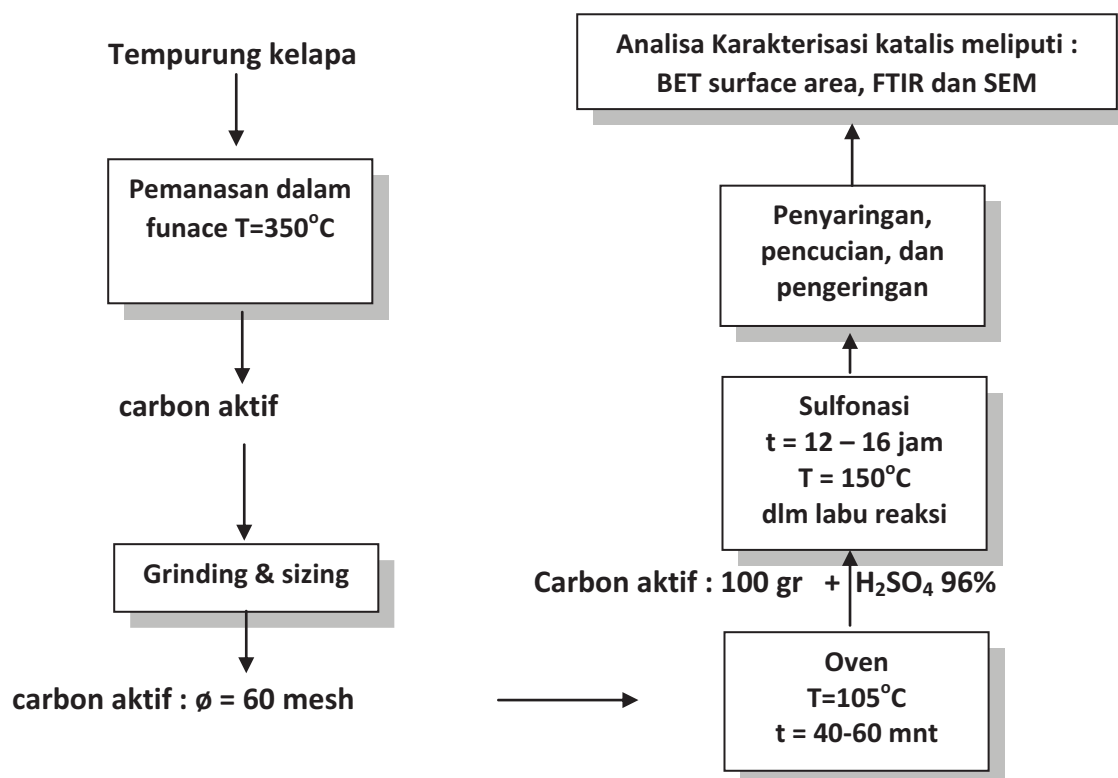 Tempurung kelapa
Pemanasan dalam
funace T=350°C
carbon aktif
Grinding & sizing
carbon aktif : ø = 60 mesh
Oven
T=105°C
t = 40-60 mnt
Carbon aktif : 100 gr + H₂SO₄ 96%
Sulfonasi
t = 12 – 16 jam
T = 150°C
dlm labu reaksi
Penyaringan,
pencucian, dan
pengeringan
Analisa Karakterisasi katalis meliputi :
BET surface area, FTIR dan SEM